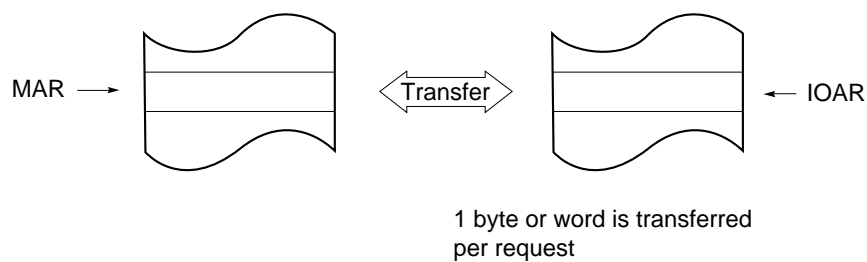 MAR
Transfer
IOAR
1 byte or word is transferred
per request